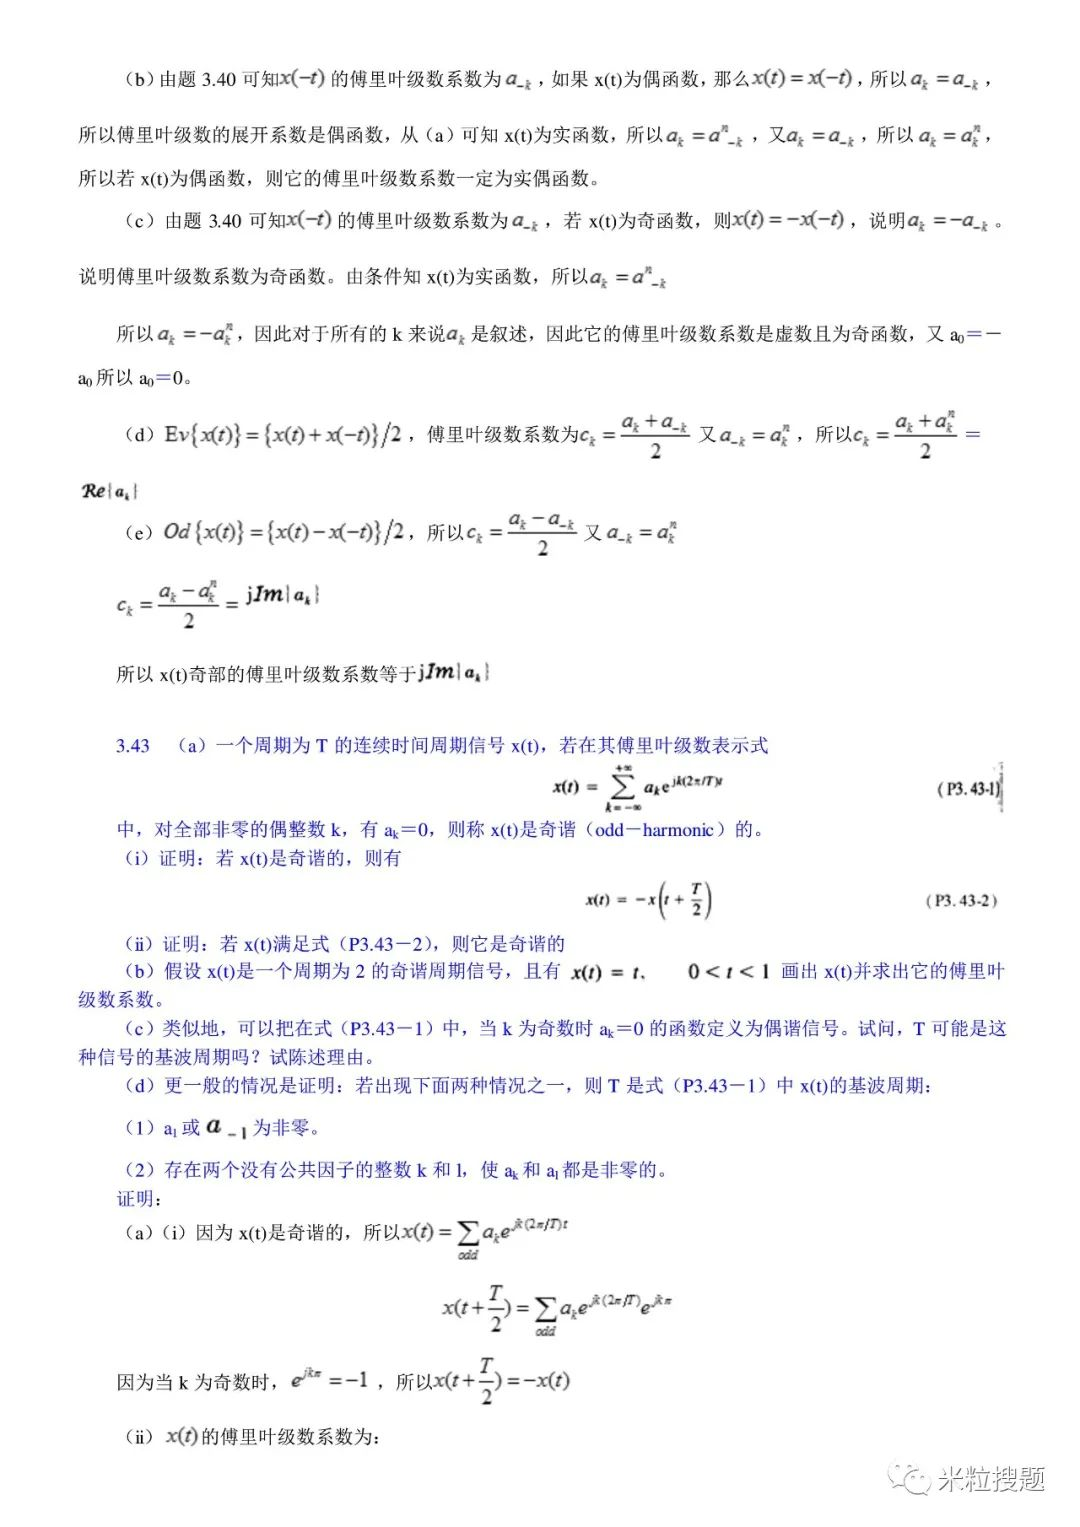 （b）由题 3.40 可知x(−t) 的傅里叶级数系数为 a₋ₖ，如果 x(t)为偶函数，那么x(t) = x(−t)，所以 aₖ = a₋ₖ，
所以傅里叶级数的展开系数是偶函数，从（a）可知 x(t)为实函数，所以 aₖ = aⁿ₋ₖ，又aₖ = a₋ₖ，所以 aₖ = aₖⁿ，
所以若 x(t)为偶函数，则它的傅里叶级数系数一定为实偶函数。
（c）由题 3.40 可知x(−t) 的傅里叶级数系数为 a₋ₖ，若 x(t)为奇函数，则x(t) = −x(−t)，说明aₖ = −a₋ₖ。
说明傅里叶级数系数为奇函数。由条件知 x(t)为实函数，所以aₖ = aⁿ₋ₖ
所以 aₖ = −aₖⁿ，因此对于所有的 k 来说aₖ 是叙述，因此它的傅里叶级数系数是虚数且为奇函数，又 a₀＝－
a₀所以 a₀＝0。
（d）Ev{x(t)} = {x(t) + x(−t)}/2，傅里叶级数系数为cₖ = (aₖ + a₋ₖ)/2 又 a₋ₖ = aₖⁿ，所以cₖ = (aₖ + aₖⁿ)/2 ＝
Re{aₖ}
（e）Od{x(t)} = {x(t) − x(−t)}/2，所以cₖ = (aₖ − a₋ₖ)/2 又 a₋ₖ = aₖⁿ
cₖ = (aₖ − aₖⁿ)/2 = jIm{aₖ}
所以 x(t)奇部的傅里叶级数系数等于jIm{aₖ}
3.43 （a）一个周期为 T 的连续时间周期信号 x(t)，若在其傅里叶级数表示式
x(t) = ∑_{k=−∞}^{+∞} aₖe^{jk(2π/T)t} (P3.43-1)
中，对全部非零的偶整数 k，有 aₖ＝0，则称 x(t)是奇谐（odd－harmonic）的。
（i）证明：若 x(t)是奇谐的，则有
x(t) = −x(t + T/2) (P3.43-2)
（ii）证明：若 x(t)满足式（P3.43－2），则它是奇谐的
（b）假设 x(t)是一个周期为 2 的奇谐周期信号，且有 x(t) = t, 0 < t < 1 画出 x(t)并求出它的傅里叶
级数系数。
（c）类似地，可以把在式（P3.43－1）中，当 k 为奇数时 aₖ＝0 的函数定义为偶谐信号。试问，T 可能是这
种信号的基波周期吗？试陈述理由。
（d）更一般的情况是证明：若出现下面两种情况之一，则 T 是式（P3.43－1）中 x(t)的基波周期：
（1）a₁或 a₋₁为非零。
（2）存在两个没有公共因子的整数 k 和 l，使 aₖ和 aₗ都是非零的。
证明：
（a）（i）因为 x(t)是奇谐的，所以x(t) = ∑_{odd} aₖe^{jk(2π/T)t}
x(t + T/2) = ∑_{odd} aₖe^{jk(2π/T)}e^{jkπ}
因为当 k 为奇数时，e^{jkπ} = −1，所以x(t + T/2) = −x(t)
（ii）x(t)的傅里叶级数系数为：
米粒搜题